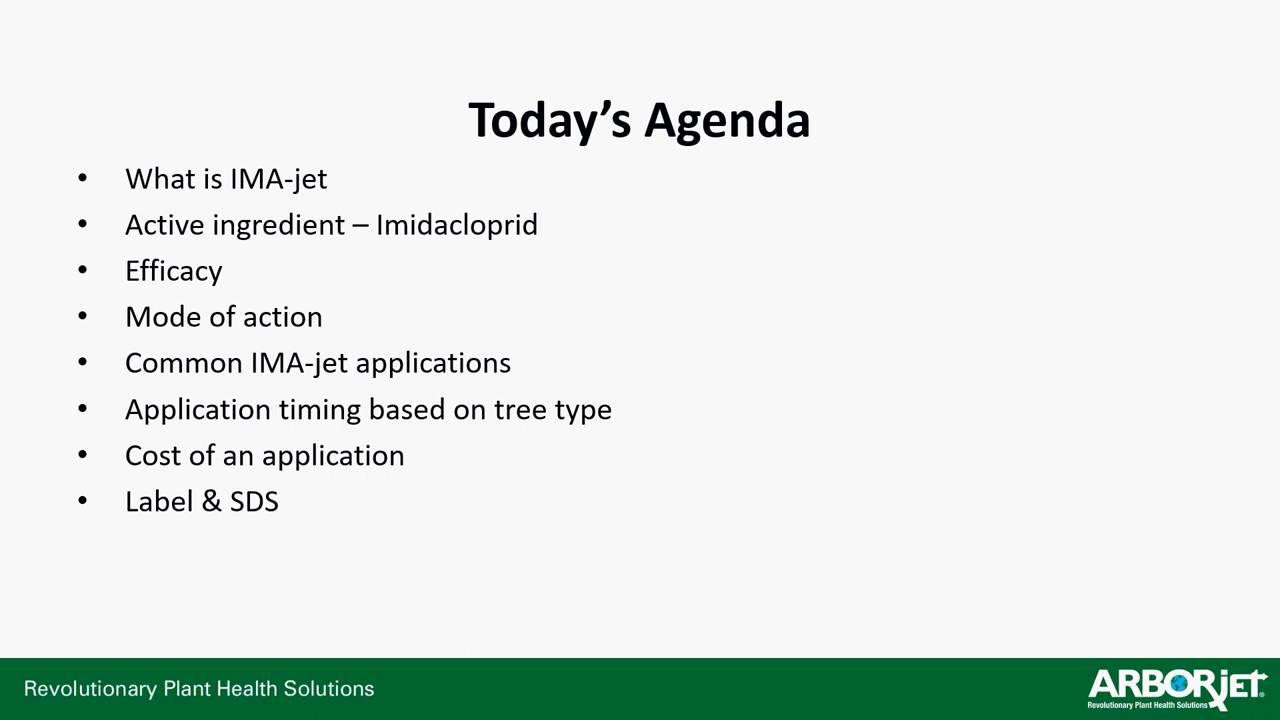 Today’s Agenda
• What is IMA-jet
• Active ingredient – Imidacloprid
• Efficacy
• Mode of action
• Common IMA-jet applications
• Application timing based on tree type
• Cost of an application
• Label & SDS
Revolutionary Plant Health Solutions
ARBORjet®
Revolutionary Plant Health Solutions